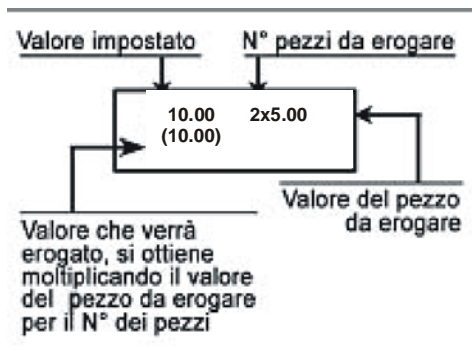 Valore impostato
N° pezzi da erogare
10.00 2x5.00
(10.00)
Valore del pezzo
da erogare
Valore che verrà
erogato, si ottiene
moltiplicando il valore
del pezzo da erogare
per il N° dei pezzi